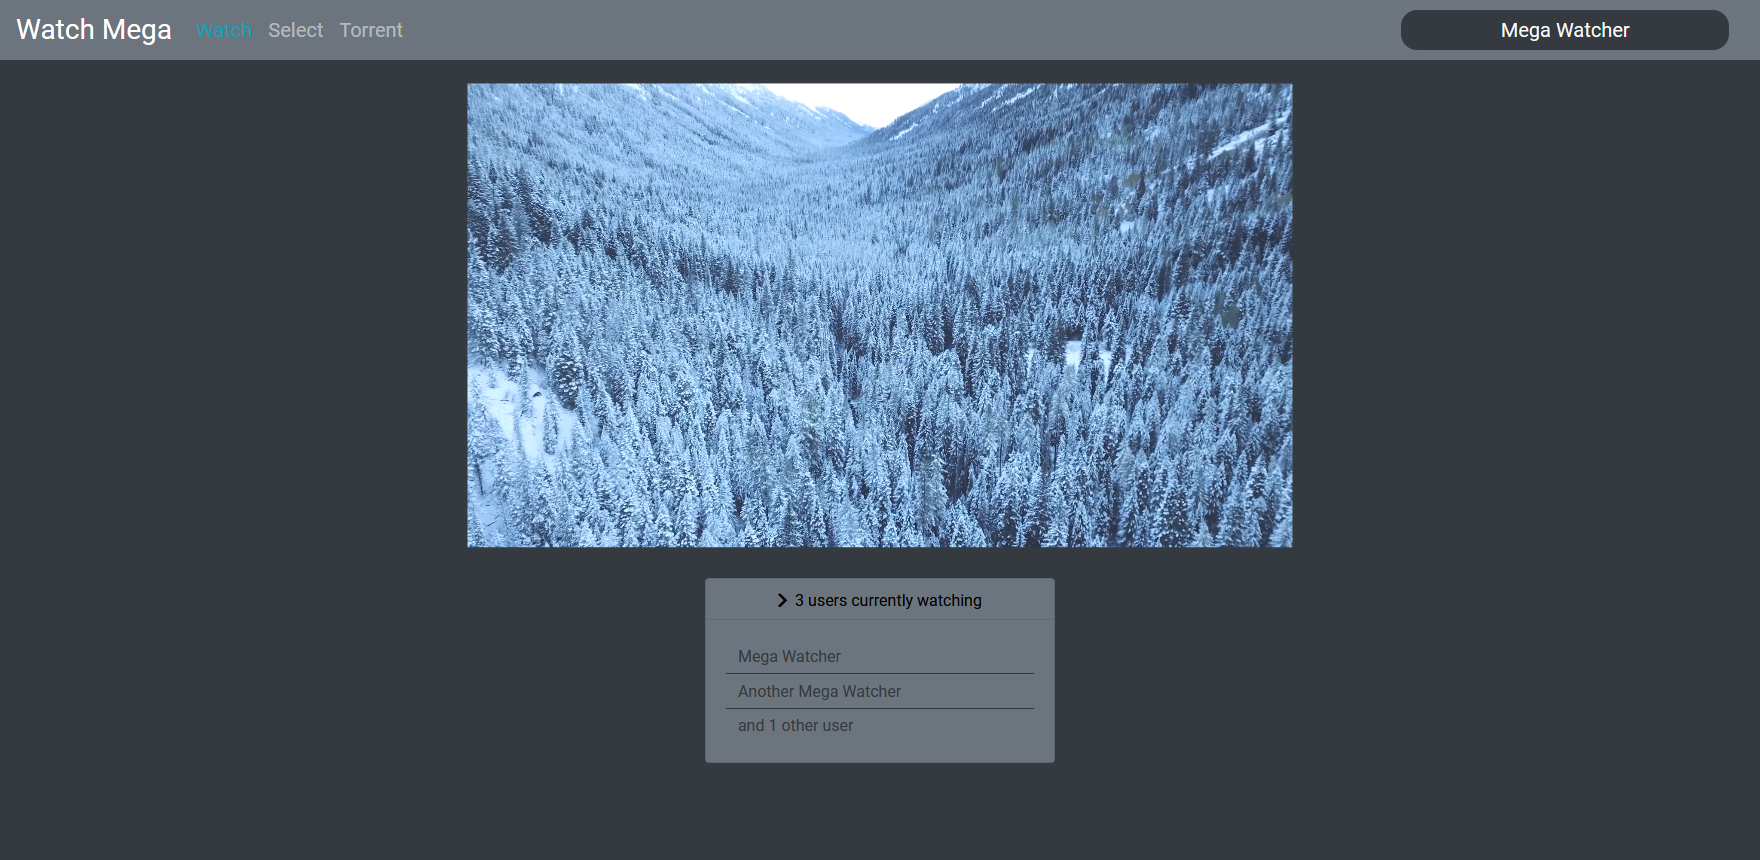 Watch Mega Watch Select Torrent Mega Watcher
3 users currently watching
Mega Watcher
Another Mega Watcher
and 1 other user